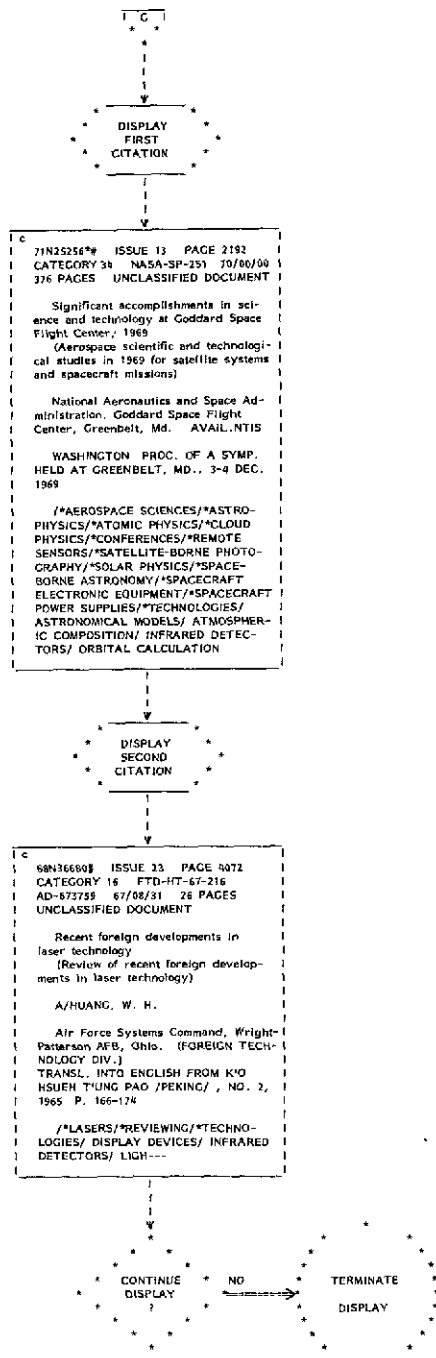 G
DISPLAY
FIRST
CITATION
c
71N25256*# ISSUE 13 PAGE 2192
CATEGORY 34 NASA-SP-251 70/00/00
376 PAGES UNCLASSIFIED DOCUMENT
Significant accomplishments in sci-
ence and technology at Goddard Space
Flight Center, 1969
(Aerospace scientific and technologi-
cal studies in 1969 for satellite systems
and spacecraft missions)
National Aeronautics and Space Ad-
ministration. Goddard Space Flight
Center, Greenbelt, Md. AVAIL.NTIS
WASHINGTON PROC. OF A SYMP.
HELD AT GREENBELT, MD., 3-4 DEC.
1969
/*AEROSPACE SCIENCES/*ASTRO-
PHYSICS/*ATOMIC PHYSICS/*CLOUD
PHYSICS/*CONFERENCES/*REMOTE
SENSORS/*SATELLITE-BORNE PHOTO-
GRAPHY/*SOLAR PHYSICS/*SPACE-
BORNE ASTRONOMY/*SPACECRAFT
ELECTRONIC EQUIPMENT/*SPACECRAFT
POWER SUPPLIES/*TECHNOLOGIES/
ASTRONOMICAL MODELS/ ATMOSPHER-
IC COMPOSITION/ INFRARED DETEC-
TORS/ ORBITAL CALCULATION
DISPLAY
SECOND
CITATION
c
68N36680# ISSUE 23 PAGE 4072
CATEGORY 16 FTD-HT-67-216
AD-673759 67/08/31 26 PAGES
UNCLASSIFIED DOCUMENT
Recent foreign developments in
laser technology
(Review of recent foreign develop-
ments in laser technology)
A/HUANG, W. H.
Air Force Systems Command, Wright-
Patterson AFB, Ohio. (FOREIGN TECH-
NOLOGY DIV.)
TRANSL. INTO ENGLISH FROM K'O
HSUEH T'UNG PAO /PEKING/ , NO. 2,
1965 P. 166-174
/*LASERS/*REVIEWING/*TECHNO-
LOGIES/ DISPLAY DEVICES/ INFRARED
DETECTORS/ LIGH---
CONTINUE
DISPLAY
?
NO
TERMINATE
DISPLAY